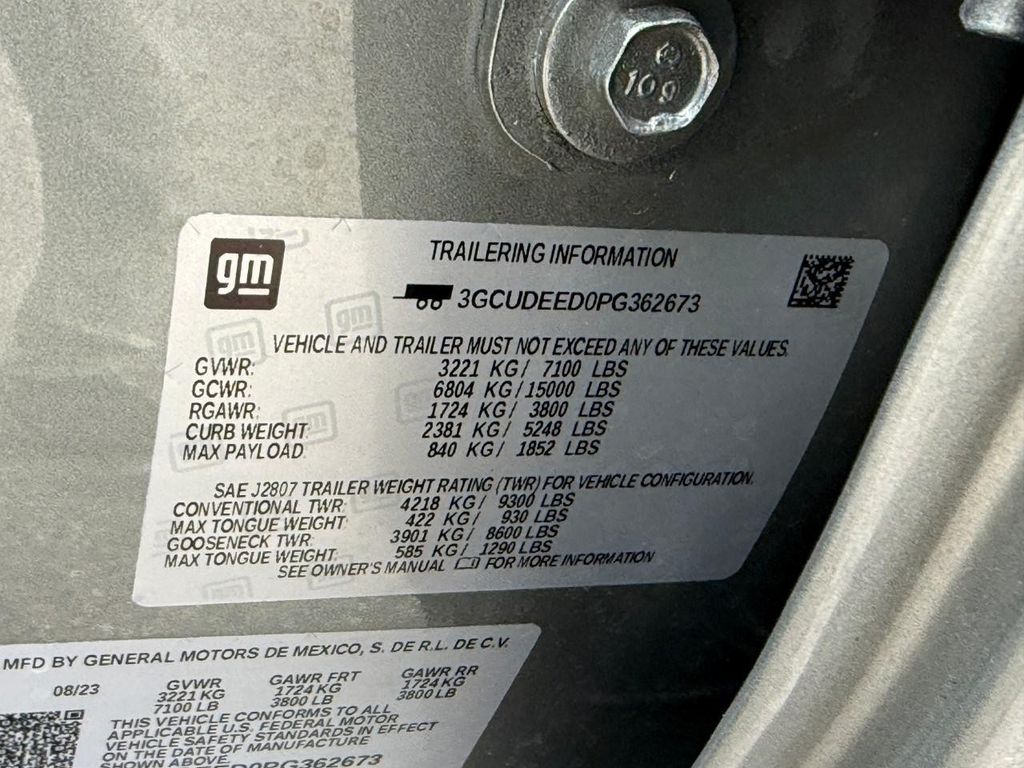 10.9
gm
TRAILERING INFORMATION
3GCUDEED0PG362673
VEHICLE AND TRAILER MUST NOT EXCEED ANY OF THESE VALUES.
GVWR: 3221 KG/ 7100 LBS
GCWR: 6804 KG/15000 LBS
RGAWR: 1724 KG/ 3800 LBS
CURB WEIGHT: 2381 KG/ 5248 LBS
MAX PAYLOAD: 840 KG/ 1852 LBS
SAE J2807 TRAILER WEIGHT RATING (TWR) FOR VEHICLE CONFIGURATION.
CONVENTIONAL TWR: 4218 KG/ 9300 LBS
MAX TONGUE WEIGHT: 422 KG/ 930 LBS
GOOSENECK TWR: 3901 KG/ 8600 LBS
MAX TONGUE WEIGHT: 585 KG/ 1290 LBS
SEE OWNER'S MANUAL FOR MORE INFORMATION
MFD BY GENERAL MOTORS DE MEXICO, S. DE R.L. DE C.V.
08/23 GVWR GAWR FRT GAWR RR
3221 KG 1724 KG 1724 KG
7100 LB 3800 LB 3800 LB
THIS VEHICLE CONFORMS TO ALL
APPLICABLE U.S. FEDERAL MOTOR
VEHICLE SAFETY STANDARDS IN EFFECT
ON THE DATE OF MANUFACTURE
SHOWN ABOVE.
ED0PG362673